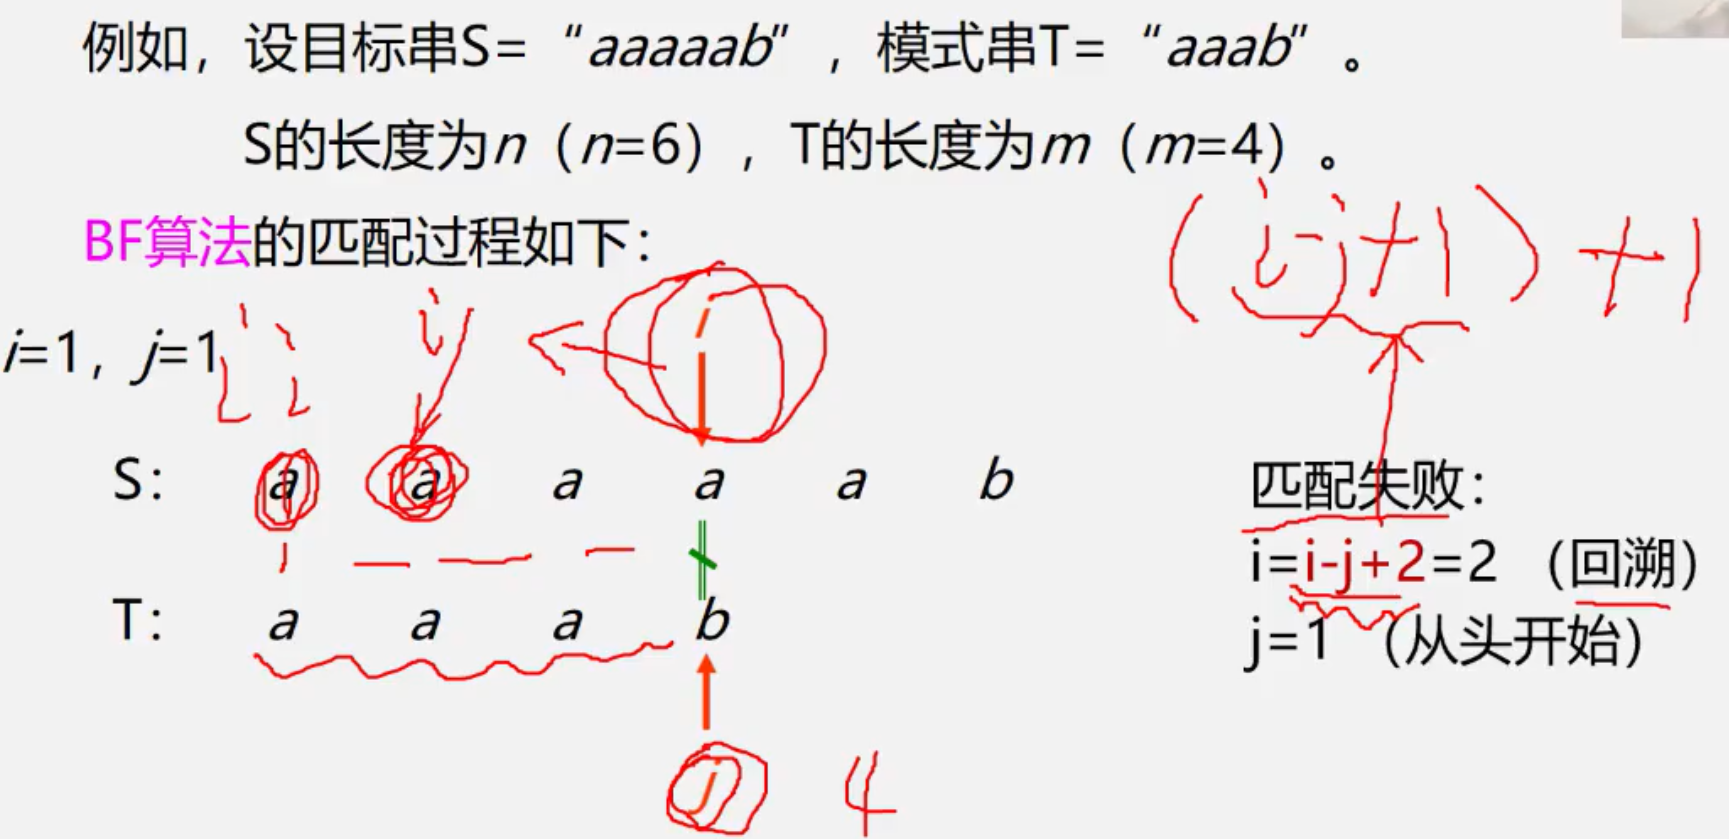 例如，设目标串S=“aaaaab”，模式串T=“aaab”。
S的长度为n（n=6），T的长度为m（m=4）。
BF算法的匹配过程如下：
(i-j+1)+1
i=1，j=1
i
S： a a a a a b
匹配失败：
i=i-j+2=2 （回溯）
T： a a a b
j=1 （从头开始）
j 4